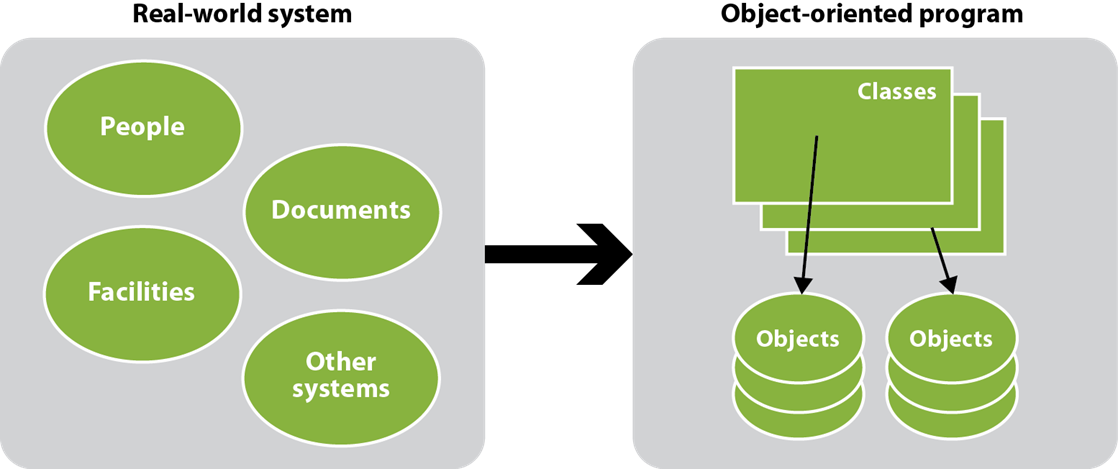 Real-world system
People
Documents
Facilities
Other
systems
Object-oriented program
Classes
Objects
Objects